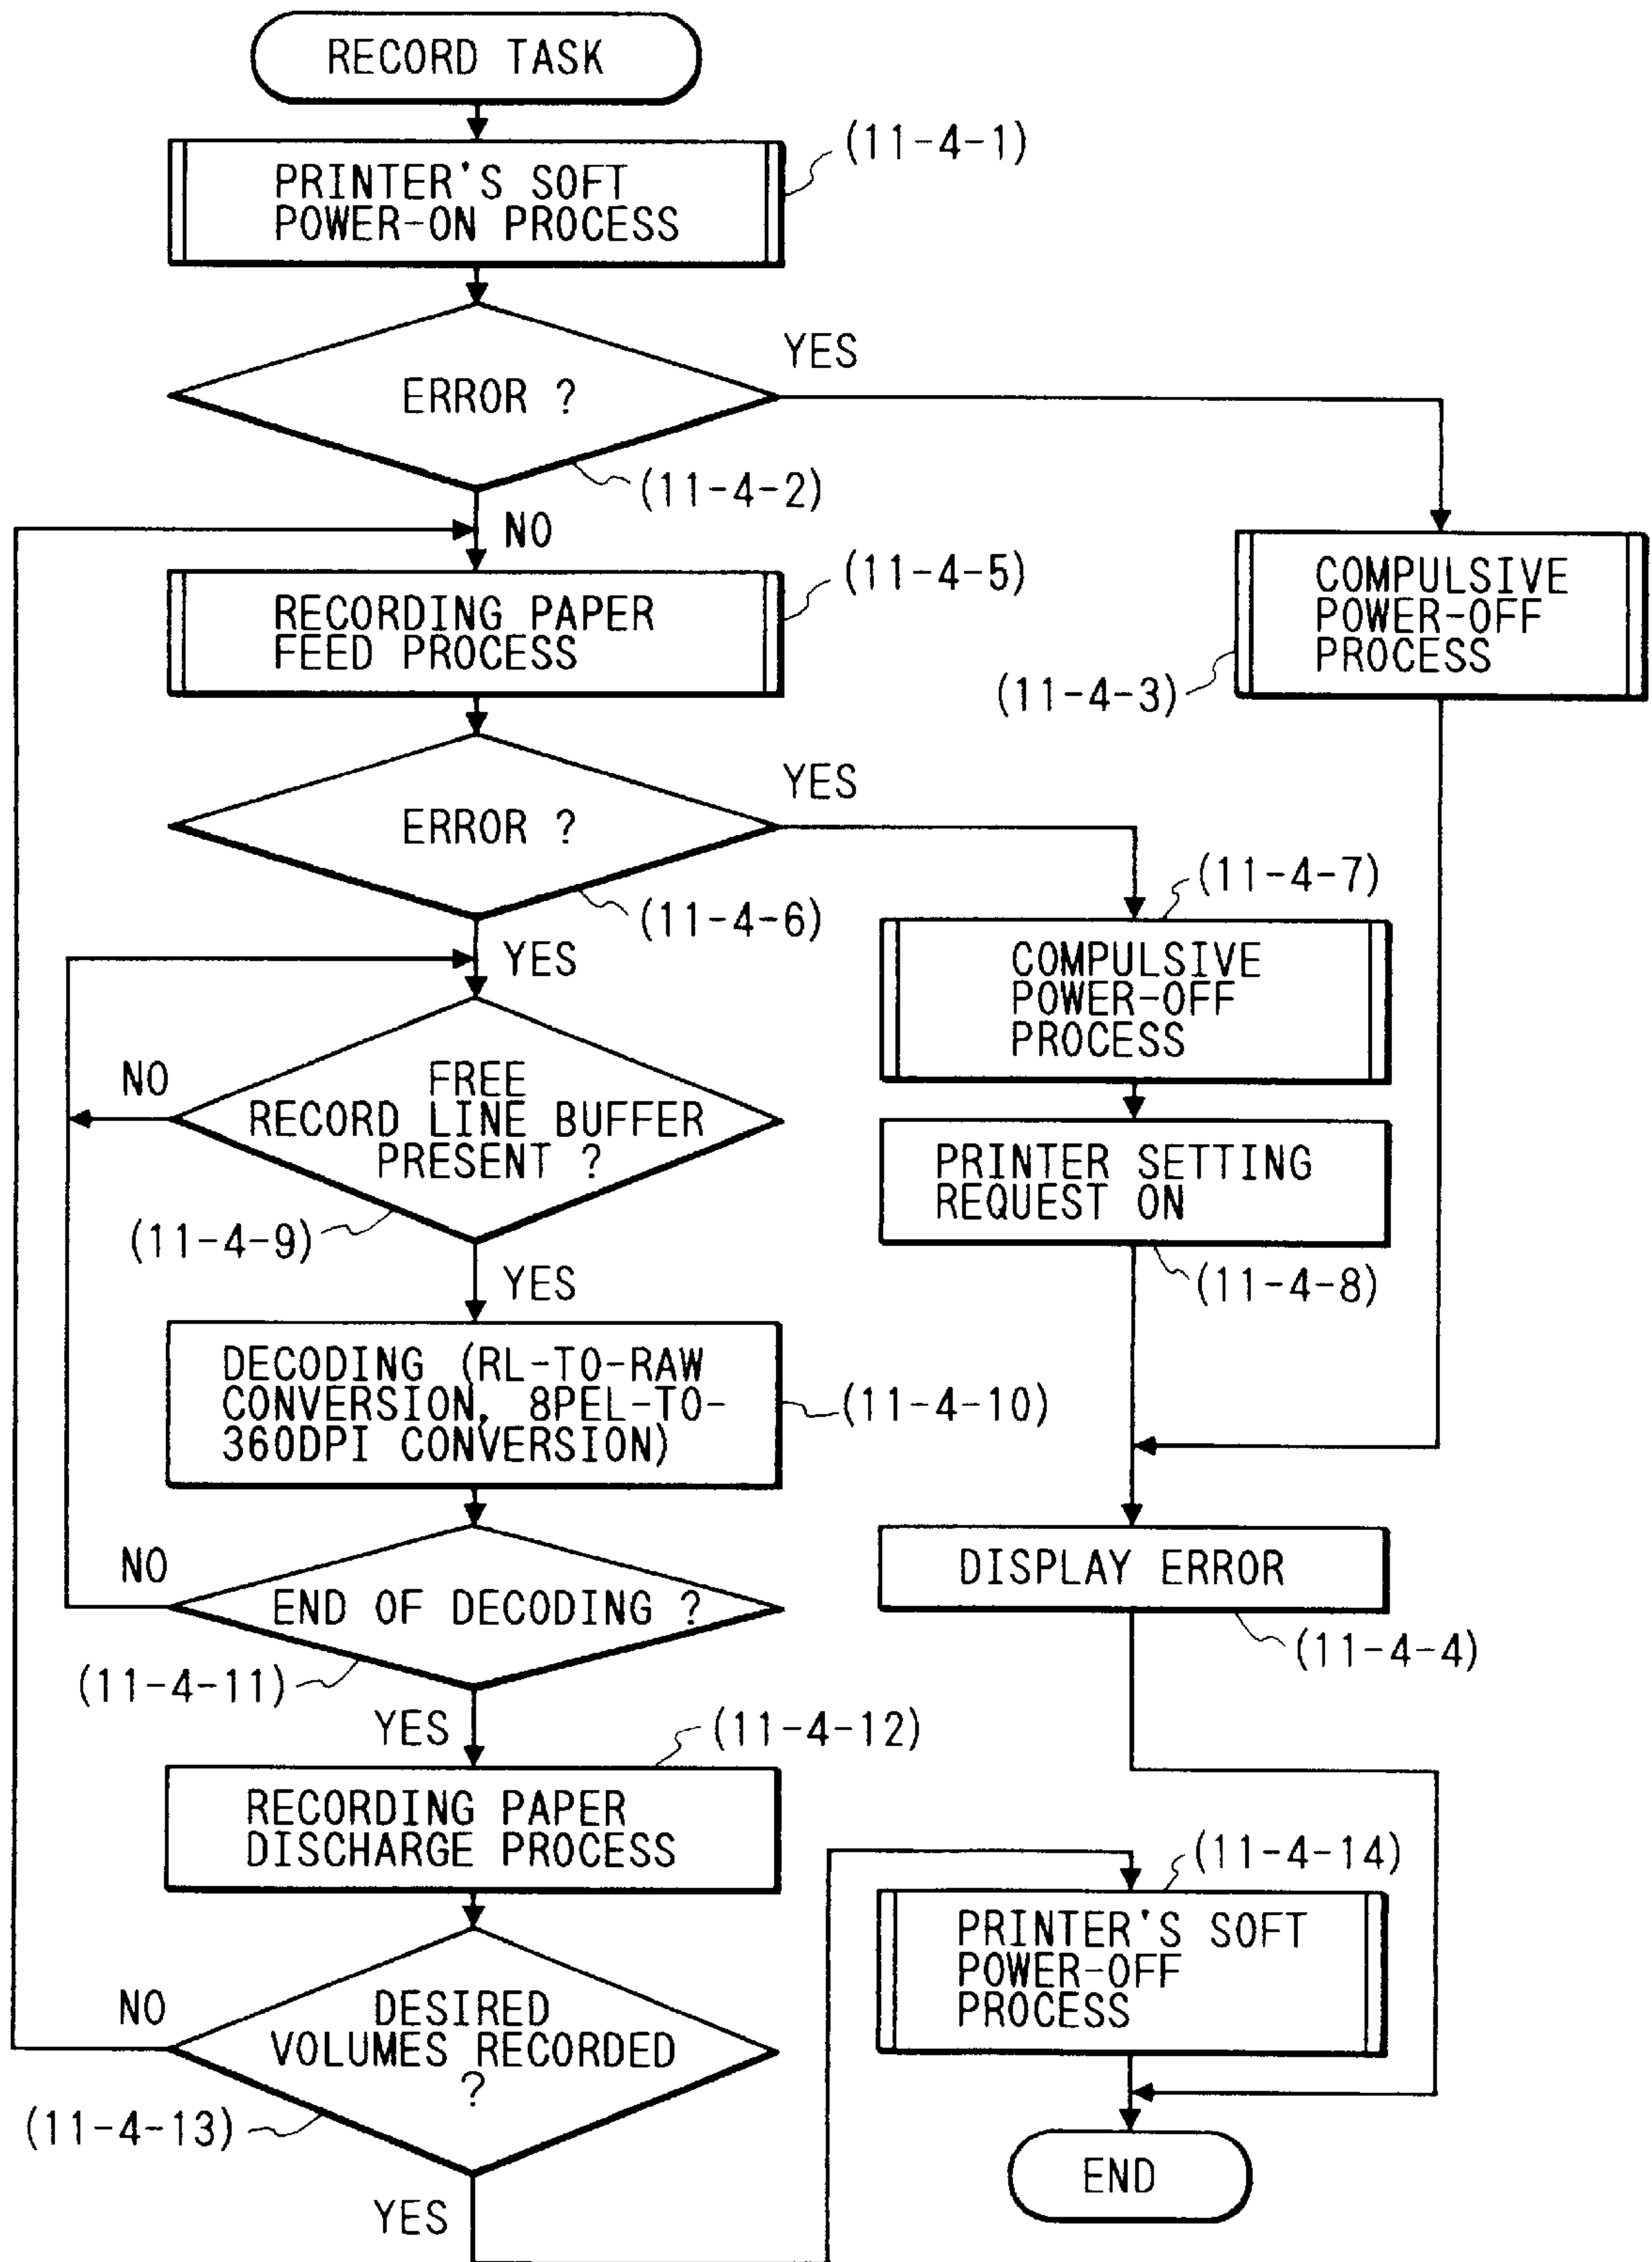 RECORD TASK
(11-4-1)
PRINTER'S SOFT
POWER-ON PROCESS
YES
ERROR ?
(11-4-2)
NO
(11-4-5)
RECORDING PAPER
FEED PROCESS
COMPULSIVE
POWER-OFF
PROCESS
(11-4-3)
YES
ERROR ?
(11-4-7)
(11-4-6)
YES
COMPULSIVE
POWER-OFF
PROCESS
NO
FREE
RECORD LINE BUFFER
PRESENT ?
PRINTER SETTING
REQUEST ON
(11-4-9)
YES
(11-4-8)
DECODING (RL-TO-RAW
CONVERSION, 8PEL-TO-
360DPI CONVERSION)
(11-4-10)
NO
END OF DECODING ?
DISPLAY ERROR
(11-4-4)
(11-4-11)
YES
(11-4-12)
RECORDING PAPER
DISCHARGE PROCESS
(11-4-14)
PRINTER'S SOFT
POWER-OFF
PROCESS
NO
DESIRED
VOLUMES RECORDED
?
(11-4-13)
END
YES